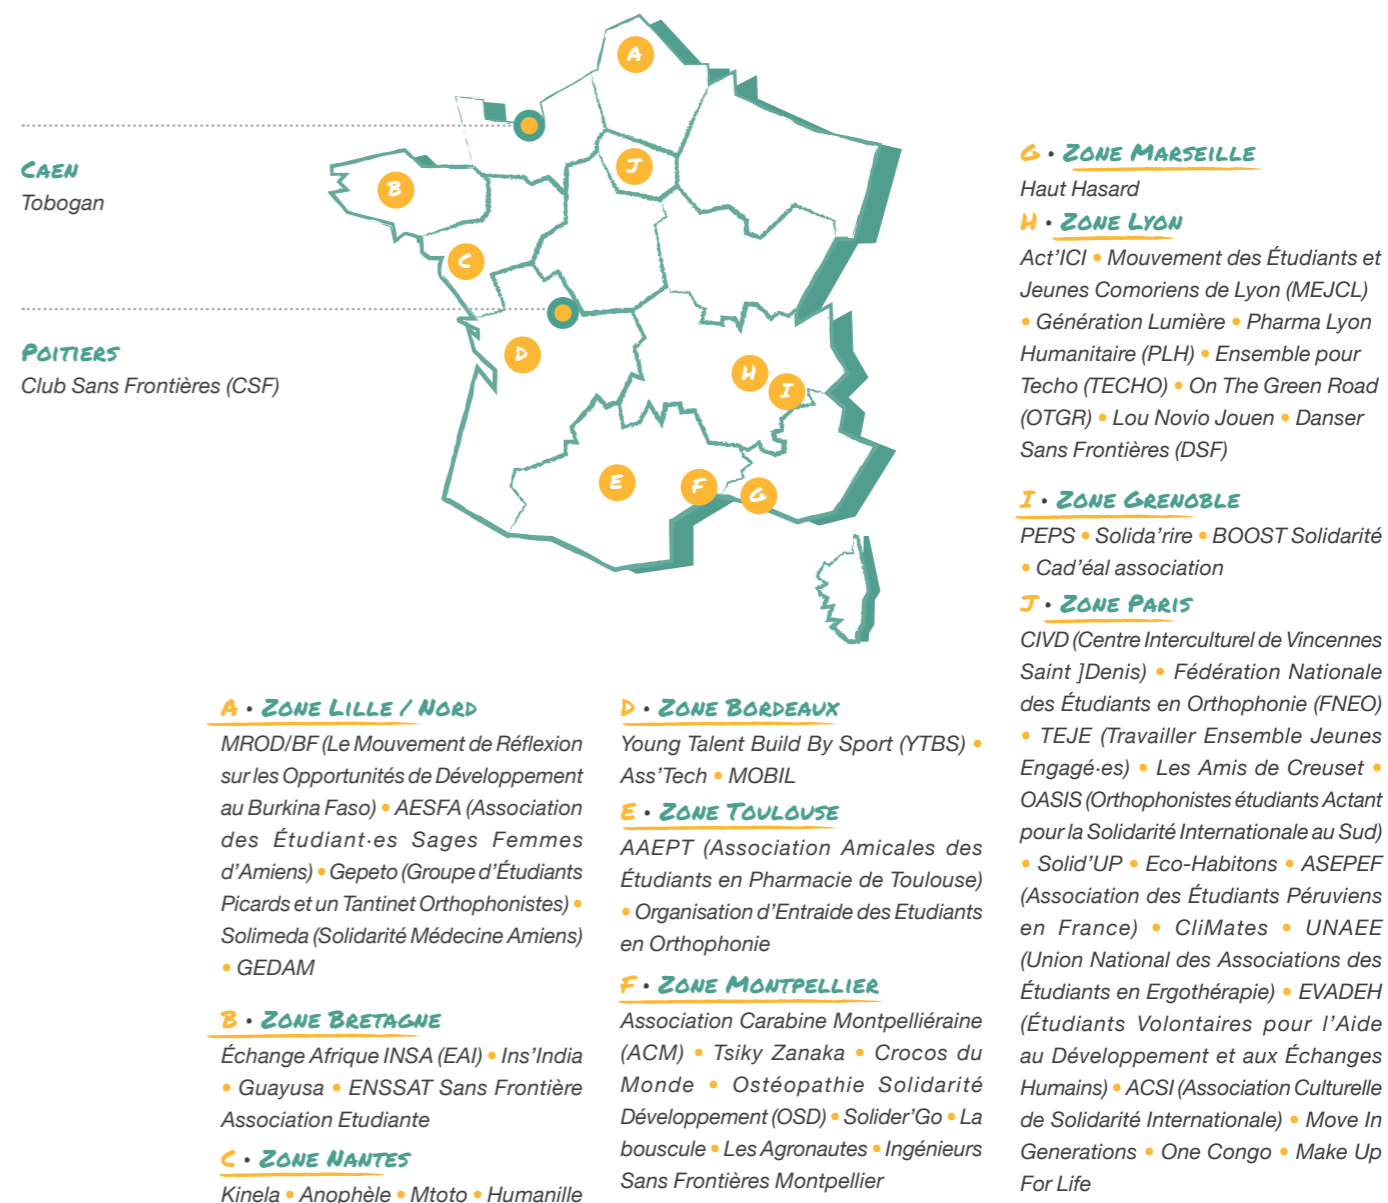 A
J
B
C
D
H
I
E
F
G
CAEN
Tobogan
POITIERS
Club Sans Frontières (CSF)
A • ZONE LILLE / NORD
MROD/BF (Le Mouvement de Réflexion
sur les Opportunités de Développement
au Burkina Faso) • AESFA (Association
des Étudiant·es Sages Femmes
d’Amiens) • Gepeto (Groupe d’Étudiants
Picards et un Tantinet Orthophonistes) •
Solimeda (Solidarité Médecine Amiens)
• GEDAM
B • ZONE BRETAGNE
Échange Afrique INSA (EAI) • Ins’India
• Guayusa • ENSSAT Sans Frontière
Association Etudiante
C • ZONE NANTES
Kinela • Anophèle • Mtoto • Humanille
D • ZONE BORDEAUX
Young Talent Build By Sport (YTBS) •
Ass’Tech • MOBIL
E • ZONE TOULOUSE
AAEPT (Association Amicales des
Étudiants en Pharmacie de Toulouse)
• Organisation d’Entraide des Etudiants
en Orthophonie
F • ZONE MONTPELLIER
Association Carabine Montpelliéraine
(ACM) • Tsiky Zanaka • Crocos du
Monde • Ostéopathie Solidarité
Développement (OSD) • Solider’Go • La
bouscule • Les Agronautes • Ingénieurs
Sans Frontières Montpellier
G • ZONE MARSEILLE
Haut Hasard
H • ZONE LYON
Act’ICI • Mouvement des Étudiants et
Jeunes Comoriens de Lyon (MEJCL)
• Génération Lumière • Pharma Lyon
Humanitaire (PLH) • Ensemble pour
Techo (TECHO) • On The Green Road
(OTGR) • Lou Novio Jouen • Danser
Sans Frontières (DSF)
I • ZONE GRENOBLE
PEPS • Solida’rire • BOOST Solidarité
• Cad’éal association
J • ZONE PARIS
CIVD (Centre Interculturel de Vincennes
Saint ]Denis) • Fédération Nationale
des Étudiants en Orthophonie (FNEO)
• TEJE (Travailler Ensemble Jeunes
Engagé·es) • Les Amis de Creuset •
OASIS (Orthophonistes étudiants Actant
pour la Solidarité Internationale au Sud)
• Solid’UP • Eco-Habitons • ASEPEF
(Association des Étudiants Péruviens
en France) • CliMates • UNAEE
(Union National des Associations des
Étudiants en Ergothérapie) • EVADEH
(Étudiants Volontaires pour l’Aide
au Développement et aux Échanges
Humains) • ACSI (Association Culturelle
de Solidarité Internationale) • Move In
Generations • One Congo • Make Up
For Life